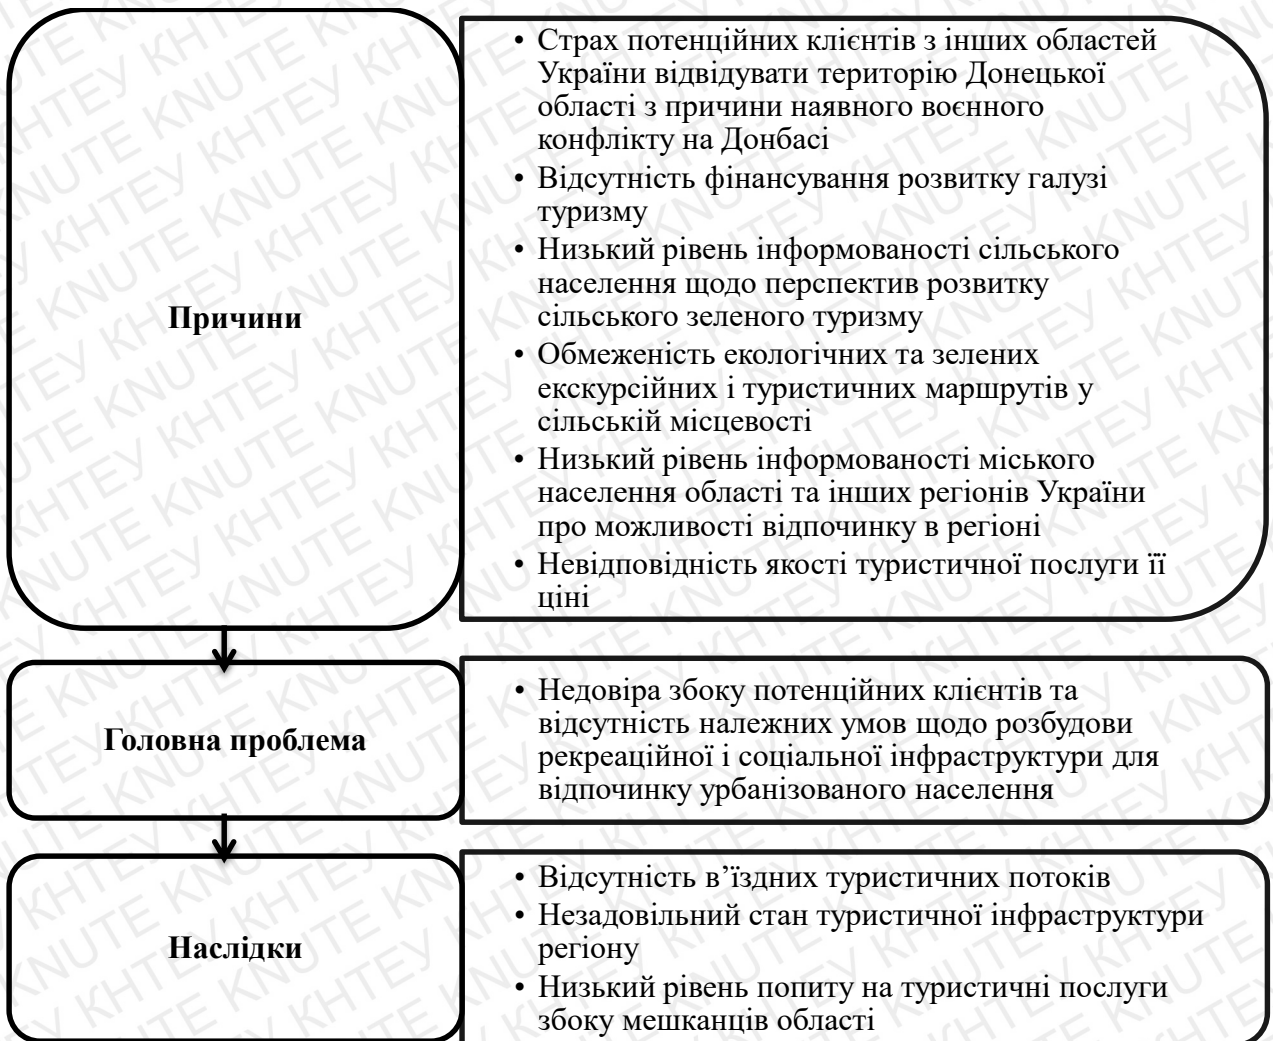 Причини
• Страх потенційних клієнтів з інших областей
України відвідувати територію Донецької
області з причини наявного воєнного
конфлікту на Донбасі
• Відсутність фінансування розвитку галузі
туризму
• Низький рівень інформованості сільського
населення щодо перспектив розвитку
сільського зеленого туризму
• Обмеженість екологічних та зелених
екскурсійних і туристичних маршрутів у
сільській місцевості
• Низький рівень інформованості міського
населення області та інших регіонів України
про можливості відпочинку в регіоні
• Невідповідність якості туристичної послуги її
ціні
Головна проблема
• Недовіра збоку потенційних клієнтів та
відсутність належних умов щодо розбудови
рекреаційної і соціальної інфраструктури для
відпочинку урбанізованого населення
Наслідки
• Відсутність в’їздних туристичних потоків
• Незадовільний стан туристичної інфраструктури
регіону
• Низький рівень попиту на туристичні послуги
збоку мешканців області